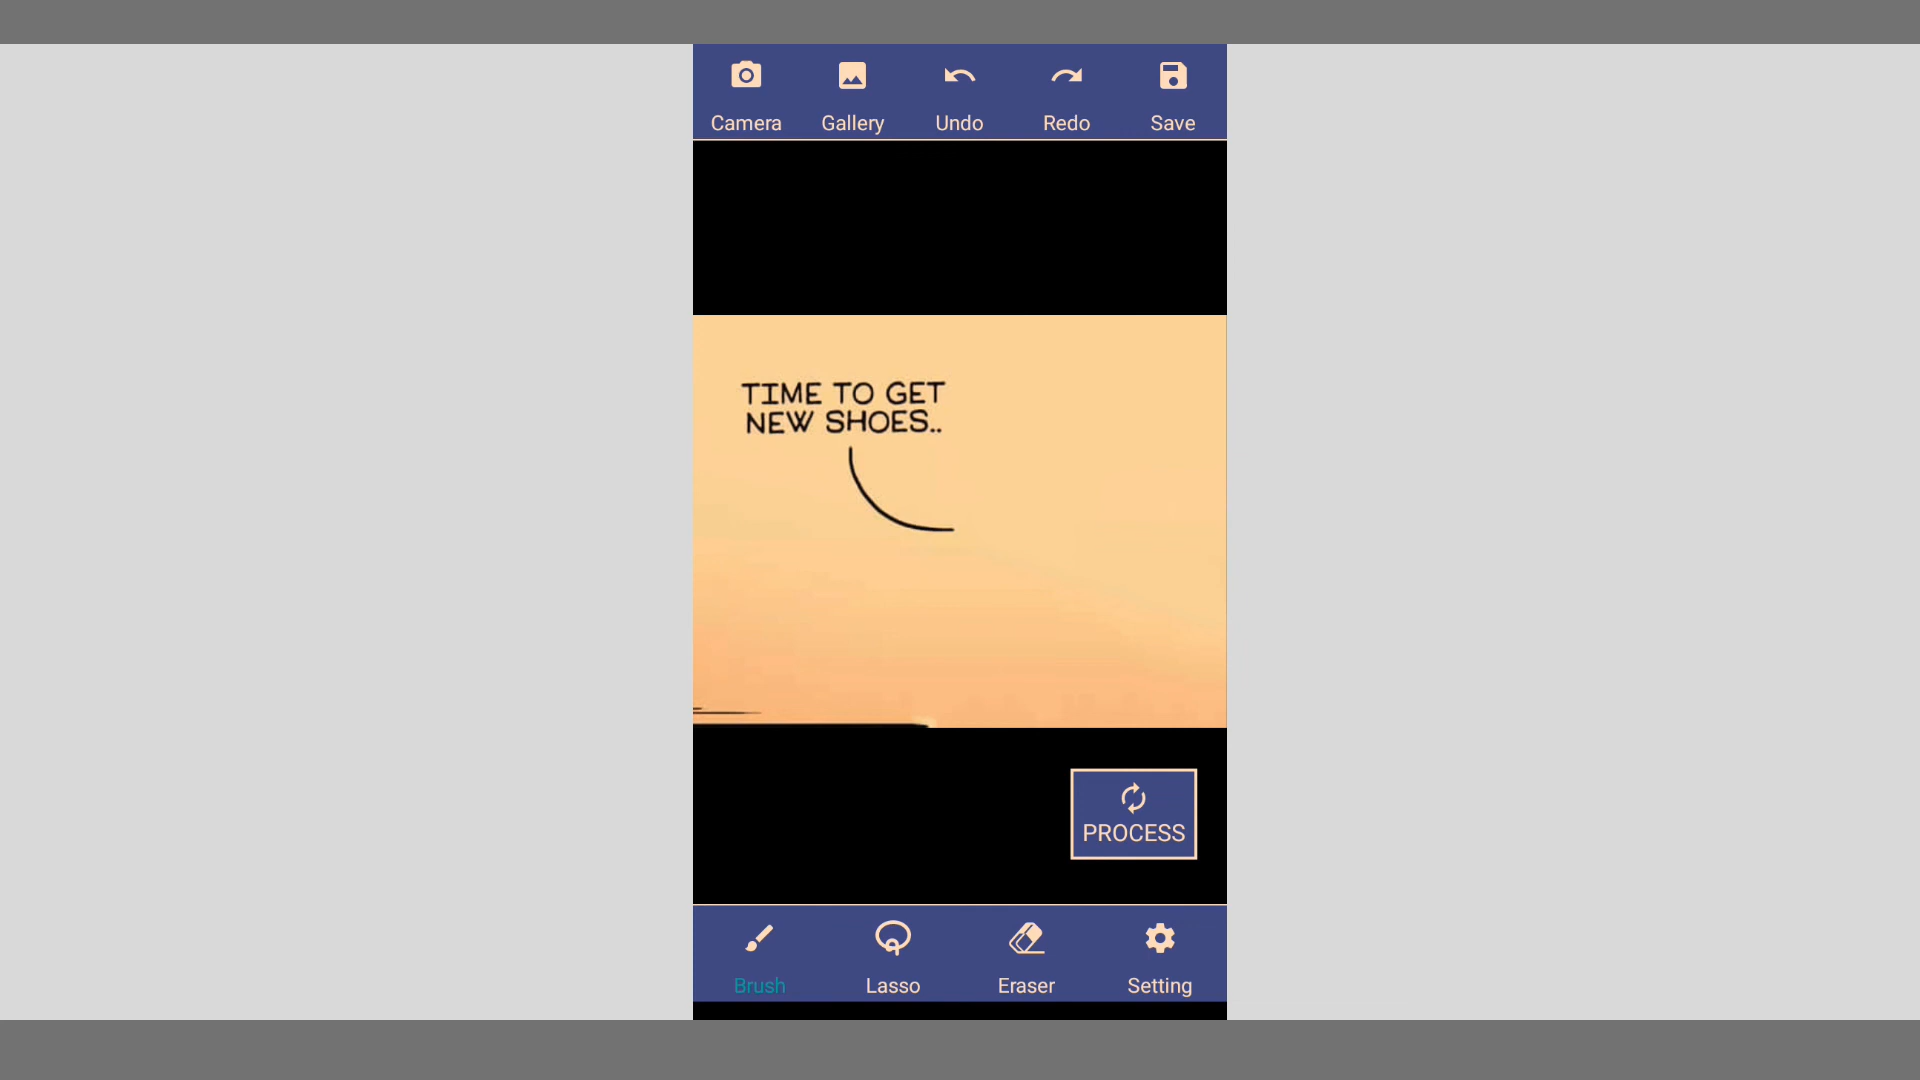 Camera Gallery Undo Redo Save
TIME TO GET
NEW SHOES..
PROCESS
Brush Lasso Eraser Setting